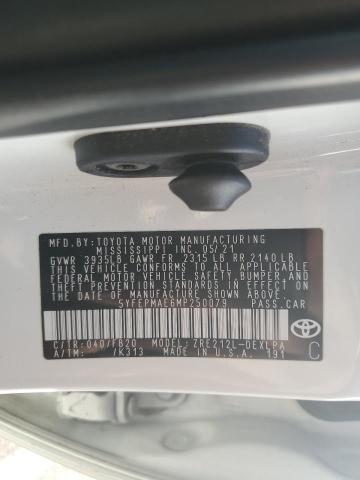 MFD.BY:TOYOTA MOTOR MANUFACTURING
MISSISSIPPI INC. 05/21
GVWR 3935LB GAWR FR 2315LB RR 2140LB
THIS VEHICLE CONFORMS TO ALL APPLICABLE
FEDERAL MOTOR VEHICLE SAFETY, BUMPER, AND
THEFT PREVENTION STANDARDS IN EFFECT ON
THE DATE OF MANUFACTURE SHOWN ABOVE.
5YFEPMAE6MP250079 PASS.CAR
C/TR:040/FB20 MODEL:ZRE212L-DEXLPA
A/TM: /K313 MADE IN U.S.A. 191
TOYOTA
C